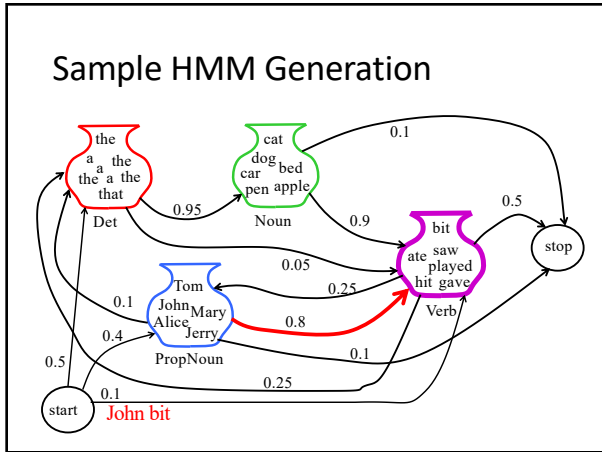 Sample HMM Generation
the
a
a
the
the
a
the
that
Det
cat
dog
bed
car
pen
apple
Noun
0.95
0.9
0.1
0.05
bit
ate
saw
played
hit
gave
Verb
0.5
stop
Tom
John
Mary
Alice
Jerry
PropNoun
0.25
0.8
0.1
0.1
0.4
0.5
0.25
0.1
start
John bit